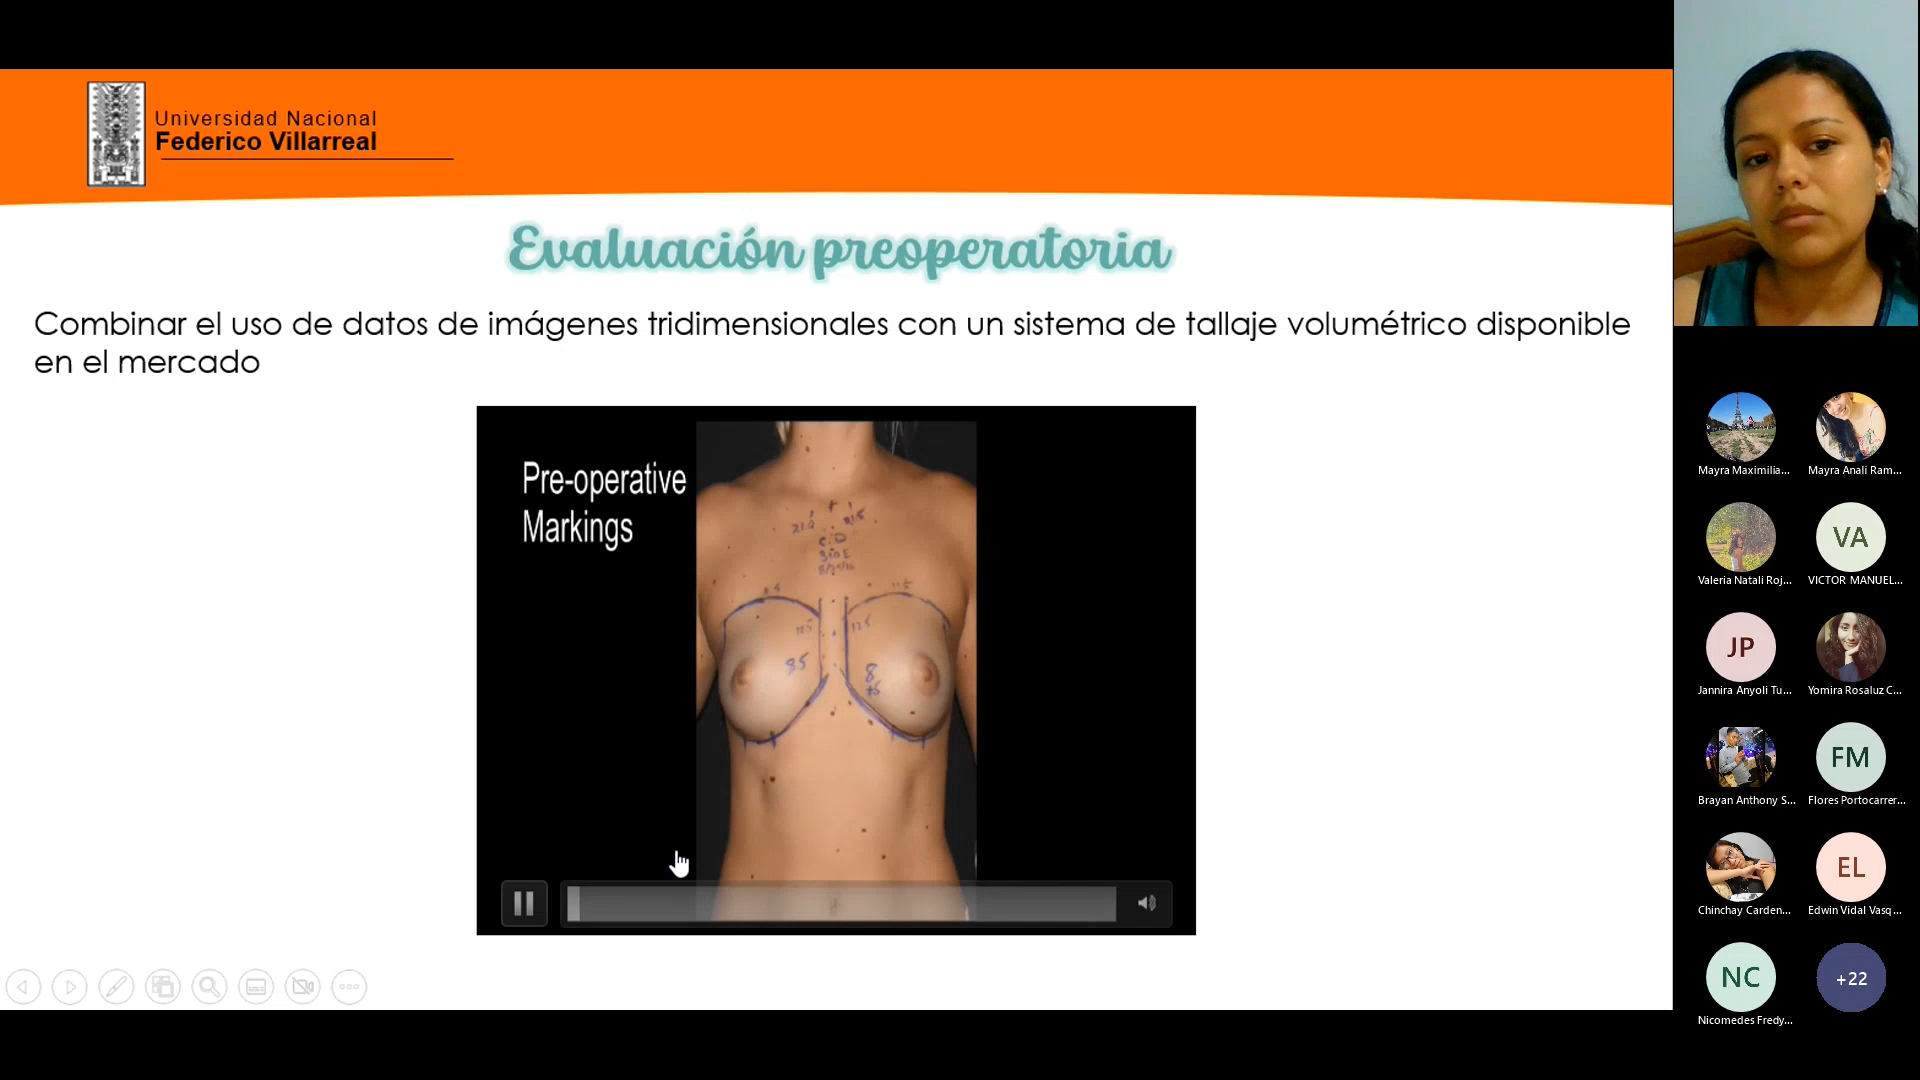 Universidad Nacional
Federico Villarreal
Evaluación preoperatoria
Combinar el uso de datos de imágenes tridimensionales con un sistema de tallaje volumétrico disponible
en el mercado
Pre-operative
Markings
8.5
8
Mayra Maximilia...
Mayra Anali Ram...
Valeria Natali Roj...
VA
VICTOR MANUEL...
JP
Jannira Anyoli Tu...
Yomira Rosaluz C...
Brayan Anthony S...
FM
Flores Portocarrer...
Chinchay Carden...
EL
Edwin Vidal Vasq...
NC
Nicomedes Fredy...
+22